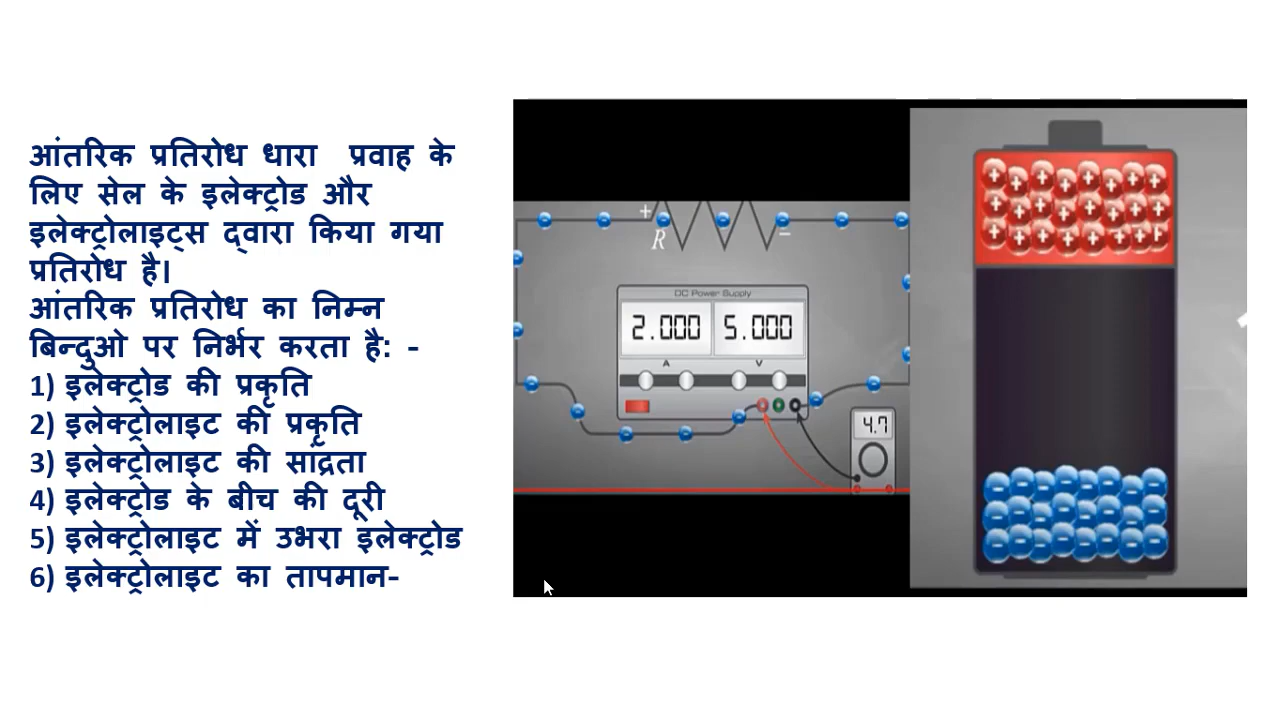 आंतरिक प्रतिरोध धारा प्रवाह के
लिए सेल के इलेक्ट्रोड और
इलेक्ट्रोलाइट्स द्वारा किया गया
प्रतिरोध है।
आंतरिक प्रतिरोध का निम्न
बिन्दुओ पर निर्भर करता है: -
1) इलेक्ट्रोड की प्रकृति
2) इलेक्ट्रोलाइट की प्रकृति
3) इलेक्ट्रोलाइट की सांद्रता
4) इलेक्ट्रोड के बीच की दूरी
5) इलेक्ट्रोलाइट में उभरा इलेक्ट्रोड
6) इलेक्ट्रोलाइट का तापमान-
+ R −
DC Power Supply
2.000 5.000
A V
4.7